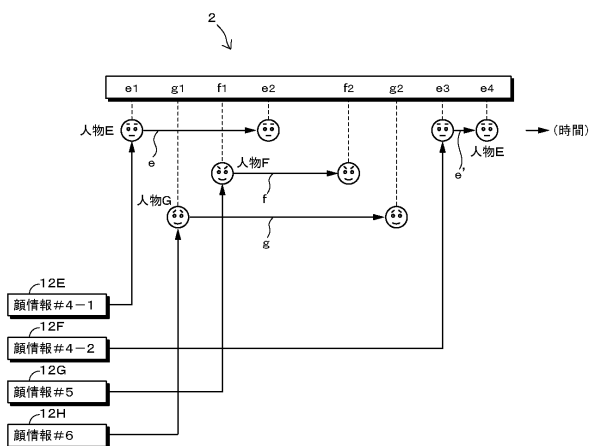 2
e1 g1 f1 e2 f2 g2 e3 e4
人物E
e
人物F
f
e'
人物E
(時間)
人物G
g
12E
顔情報#4-1
12F
顔情報#4-2
12G
顔情報#5
12H
顔情報#6